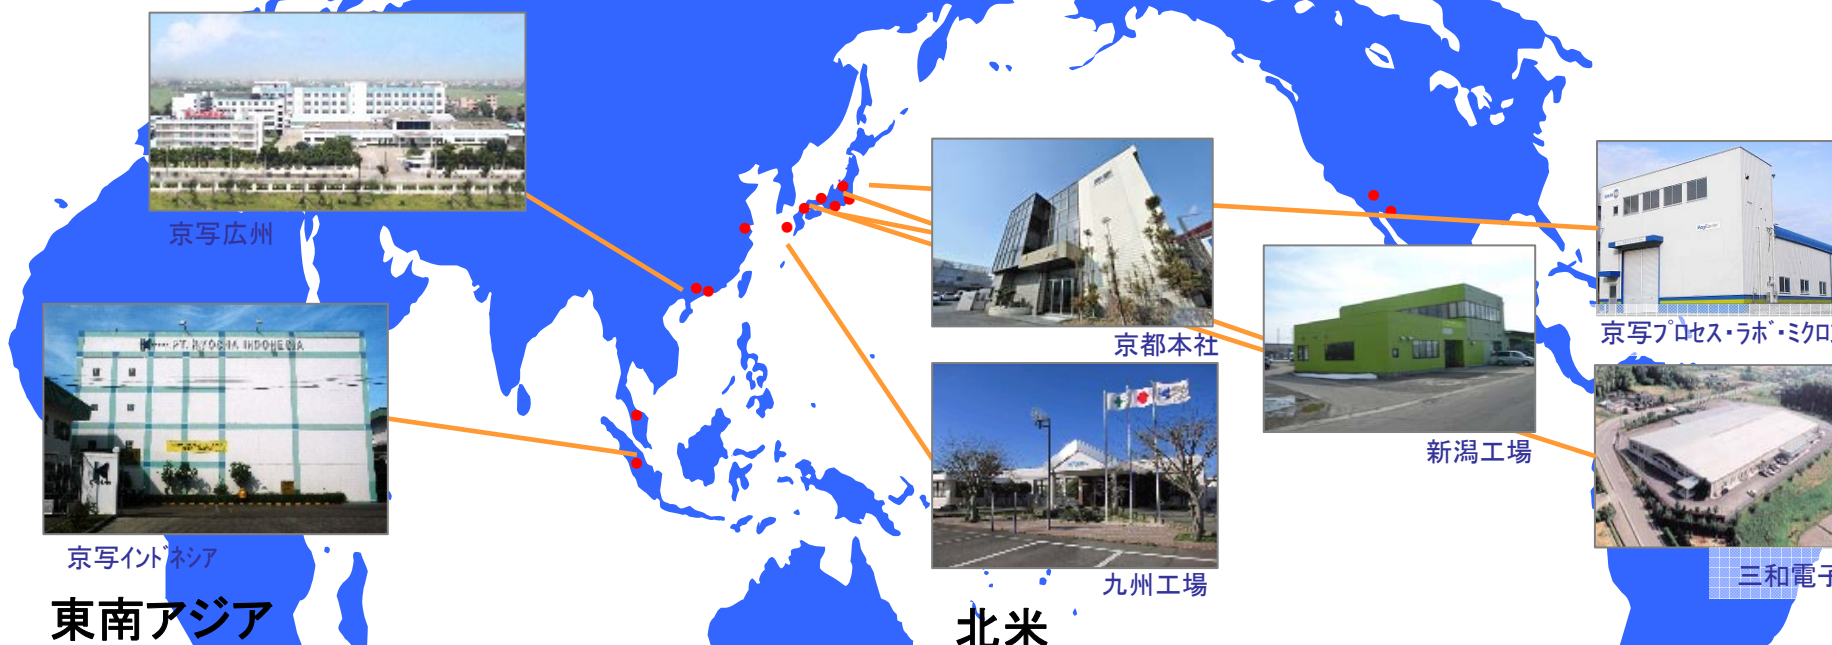 京写広州
PT. KYOSHA INDONESIA
京写インドネシア
東南アジア
京都本社
九州工場
北米
新潟工場
京写プロセス・ラボ・ミクロ
三和電子